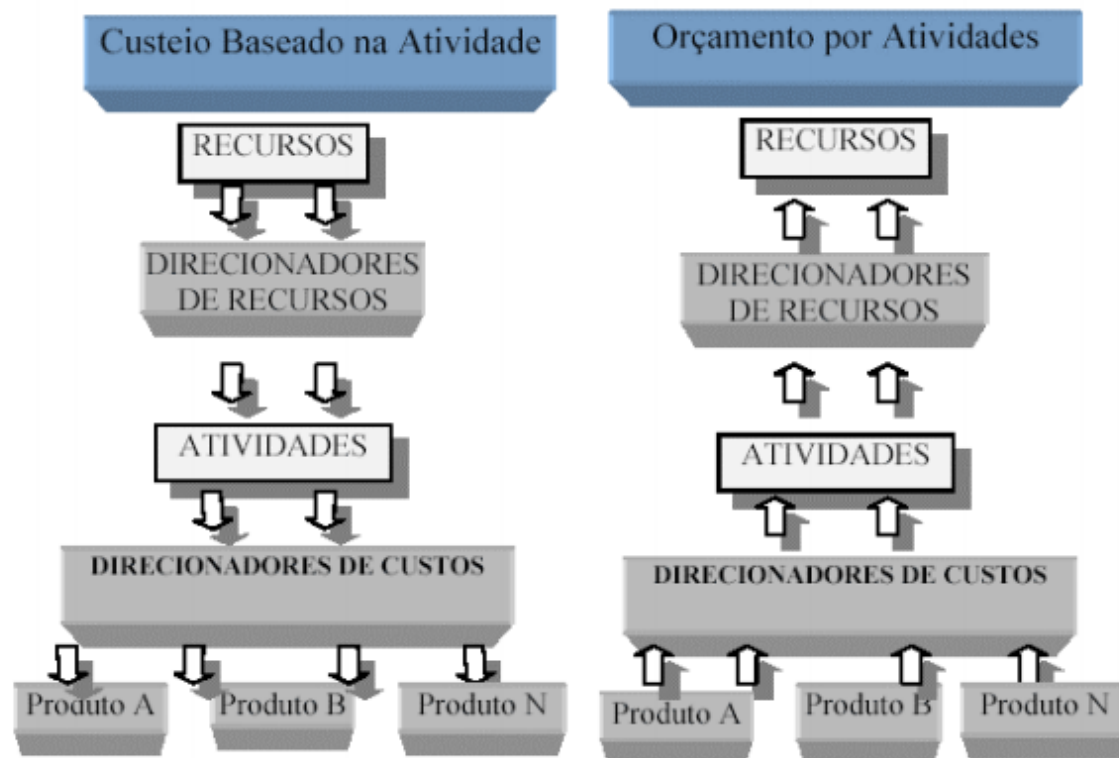 Custeio Baseado na Atividade
RECURSOS
DIRECIONADORES
DE RECURSOS
ATIVIDADES
DIRECIONADORES DE CUSTOS
Produto A
Produto B
Produto N
Orçamento por Atividades
RECURSOS
DIRECIONADORES
DE RECURSOS
ATIVIDADES
DIRECIONADORES DE CUSTOS
Produto A
Produto B
Produto N